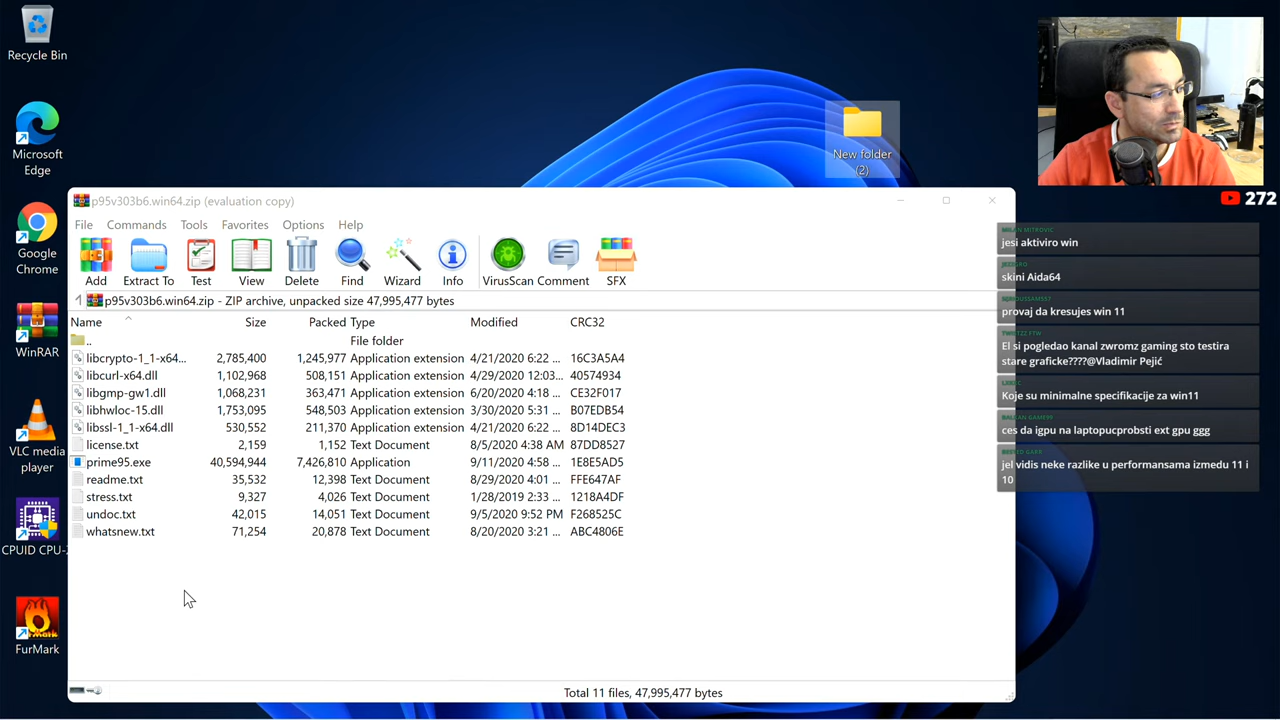 Recycle Bin
Microsoft
Edge
Google
Chrome
WinRAR
VLC media
player
CPUID CPU-
FurMark
New folder
(2)
p95v303b6.win64.zip (evaluation copy)
File Commands Tools Favorites Options Help
Add Extract To Test View Delete Find Wizard Info VirusScan Comment SFX
p95v303b6.win64.zip - ZIP archive, unpacked size 47,995,477 bytes
Name Size Packed Type Modified CRC32
.. File folder
libcrypto-1_1-x64... 2,785,400 1,245,977 Application extension 4/21/2020 6:22 ... 16C3A5A4
libcurl-x64.dll 1,102,968 508,151 Application extension 4/29/2020 12:03... 40574934
libgmp-gw1.dll 1,068,231 363,471 Application extension 6/20/2020 4:18 ... CE32F017
libhwloc-15.dll 1,753,095 548,503 Application extension 3/30/2020 5:31 ... B07EDB54
libssl-1_1-x64.dll 530,552 211,370 Application extension 4/21/2020 6:22 ... 8D14DEC3
license.txt 2,159 1,152 Text Document 8/5/2020 4:38 AM 87DD8527
prime95.exe 40,594,944 7,426,810 Application 9/11/2020 4:58 ... 1E8E5AD5
readme.txt 35,532 12,398 Text Document 8/29/2020 4:01 ... FFE647AF
stress.txt 9,327 4,026 Text Document 1/28/2019 2:33 ... 1218A4DF
undoc.txt 42,015 14,051 Text Document 9/5/2020 9:52 PM F268525C
whatsnew.txt 71,254 20,878 Text Document 8/20/2020 3:21 ... ABC4806E
Total 11 files, 47,995,477 bytes
272
MILAN MITROVIC
jesi aktiviro win
skini Aida64
provaj da kresujes win 11
El si pogledao kanal zwromz gaming sto testira
stare graficke????@Vladimir Pejić
Koje su minimalne specifikacije za win11
ces da igpu na laptopucprobsti ext gpu ggg
jel vidis neke razlike u performansama izmedu 11 i
10